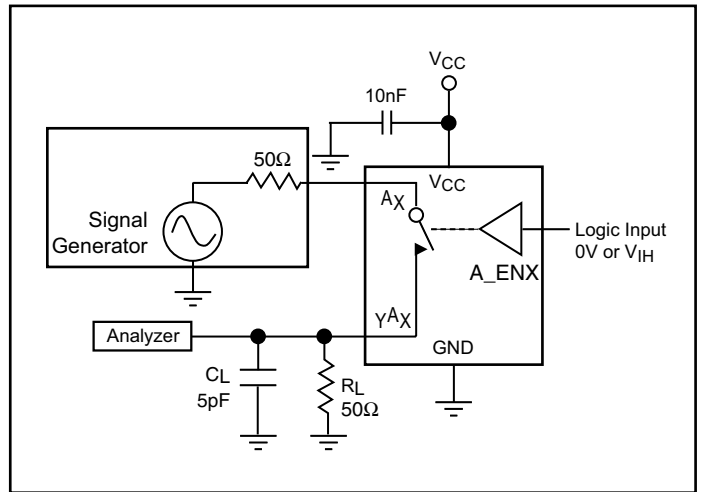 VCC
10nF
50Ω
VCC
AX
Signal
Generator
Logic Input
0V or VIH
A_ENX
YAX
Analyzer
GND
CL
5pF
RL
50Ω